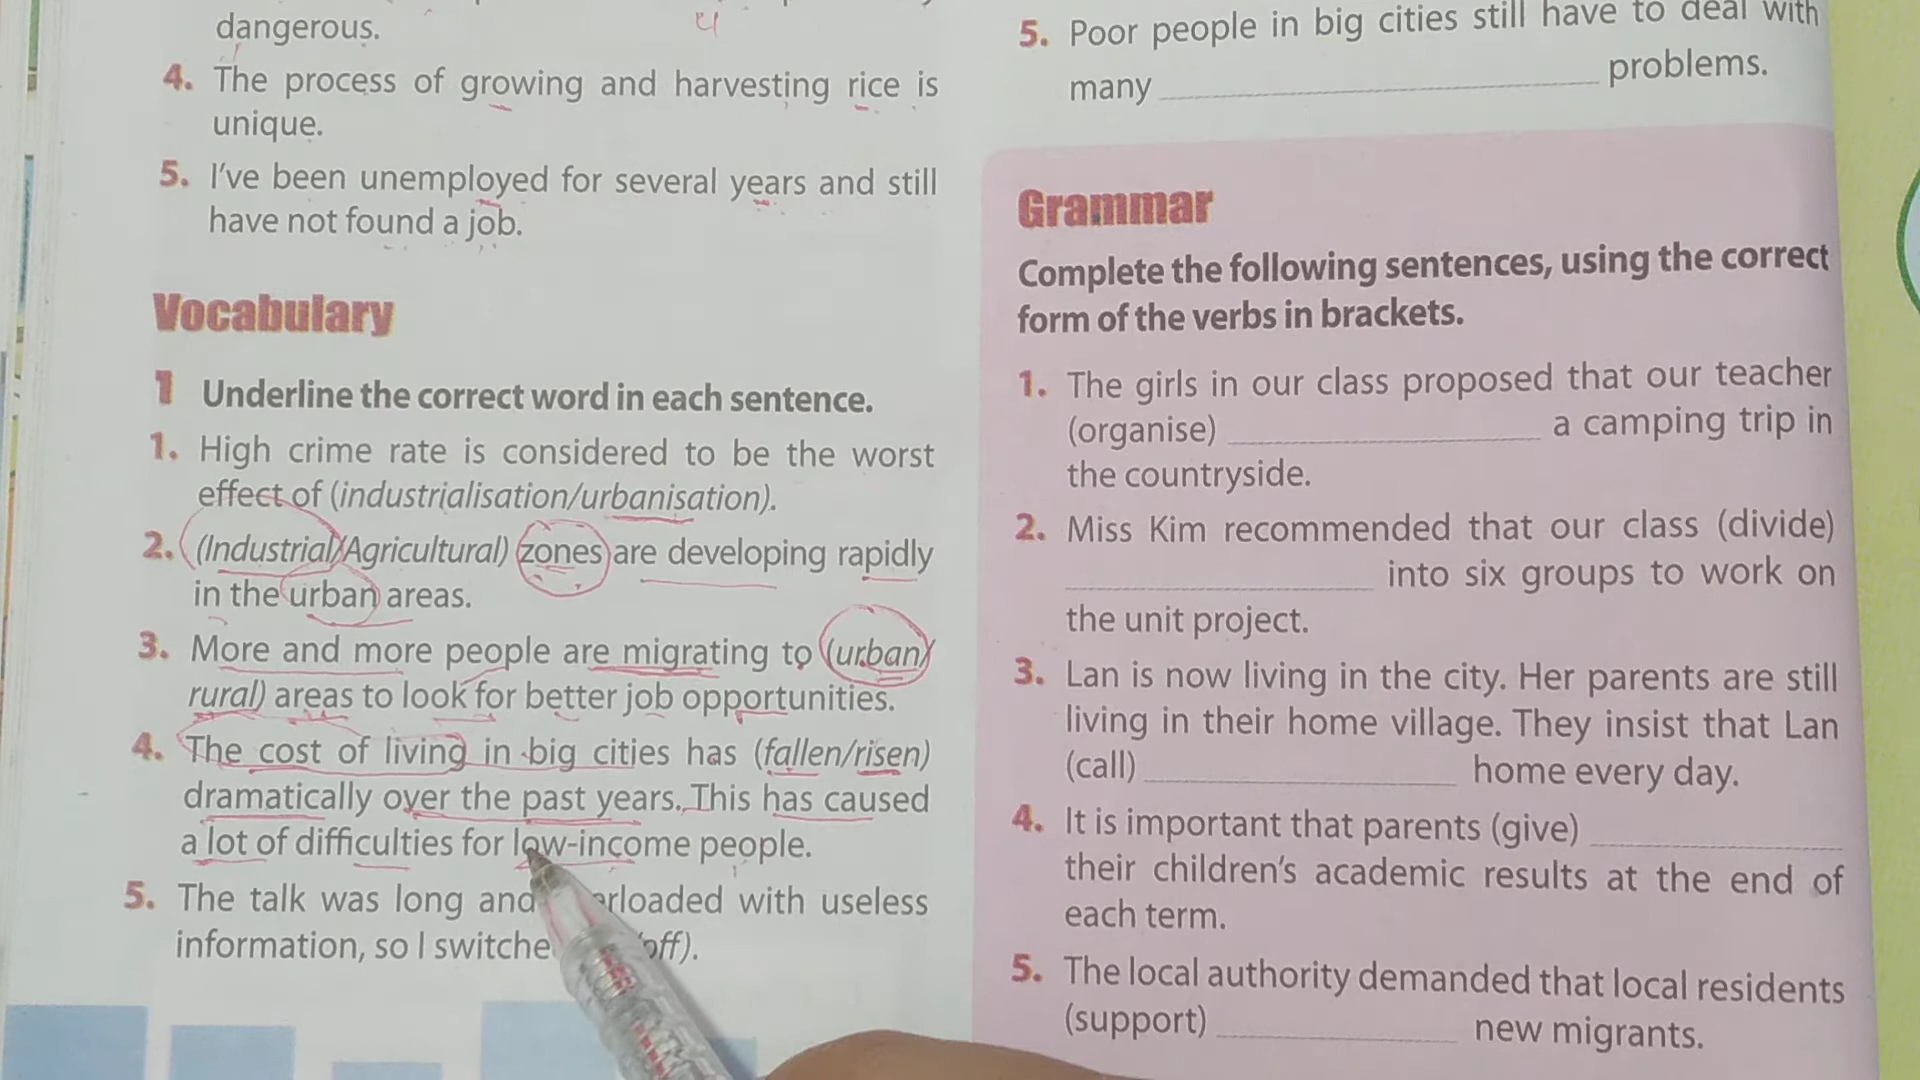 dangerous.
4. The process of growing and harvesting rice is
unique.
5. I've been unemployed for several years and still
have not found a job.
Vocabulary
1 Underline the correct word in each sentence.
1. High crime rate is considered to be the worst
effect of (industrialisation/urbanisation).
2. (Industrial/Agricultural) zones are developing rapidly
in the urban areas.
3. More and more people are migrating to (urban/
rural) areas to look for better job opportunities.
4. The cost of living in big cities has (fallen/risen)
dramatically over the past years. This has caused
a lot of difficulties for low-income people.
5. The talk was long and with useless
information, so I off).
5. Poor people in big cities still have to deal with
many problems.
Grammar
Complete the following sentences, using the correct
form of the verbs in brackets.
1. The girls in our class proposed that our teacher
(organise) a camping trip in
the countryside.
2. Miss Kim recommended that our class (divide)
into six groups to work on
the unit project.
3. Lan is now living in the city. Her parents are still
living in their home village. They insist that Lan
(call) home every day.
4. It is important that parents (give)
their children's academic results at the end of
each term.
5. The local authority demanded that local residents
(support) new migrants.